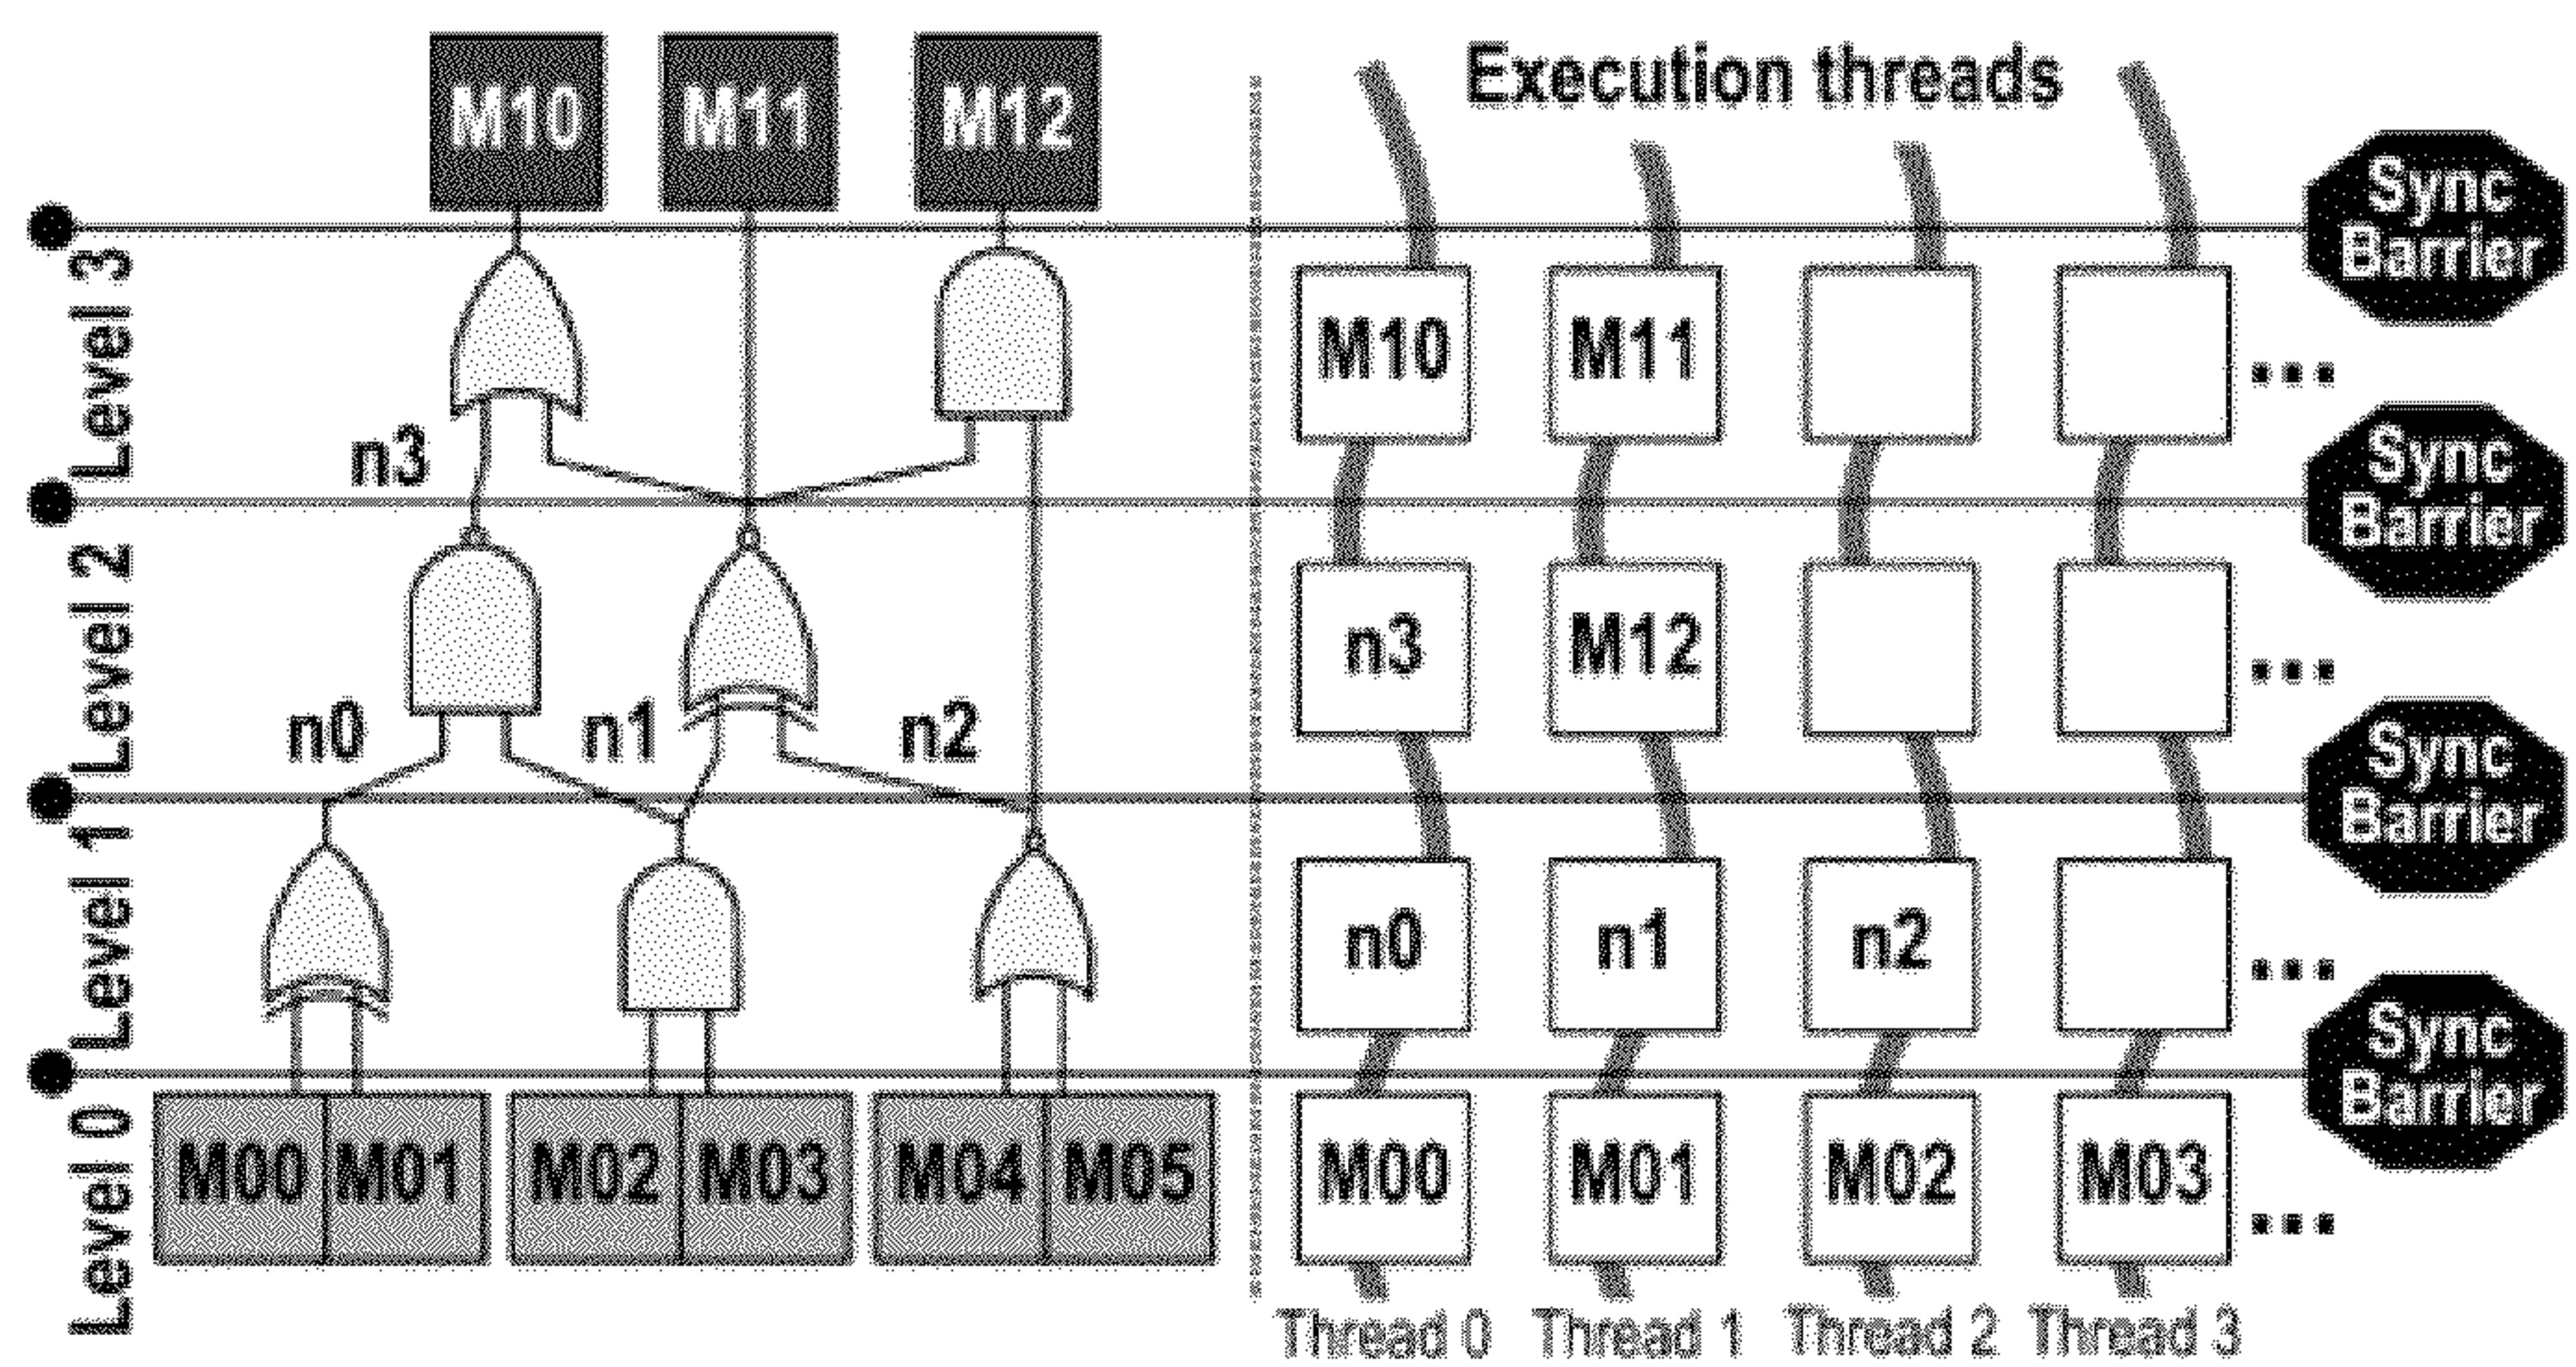 Execution threads
M10 M11 M12
Sync
Barrier
Level 3
M10 M11 ...
n3
Sync
Barrier
Level 2
n3 M12 ...
n0 n1 n2
Sync
Barrier
Level 1
n0 n1 n2 ...
Sync
Barrier
Level 0
M00 M01 M02 M03 M04 M05
M00 M01 M02 M03 ...
Thread 0 Thread 1 Thread 2 Thread 3